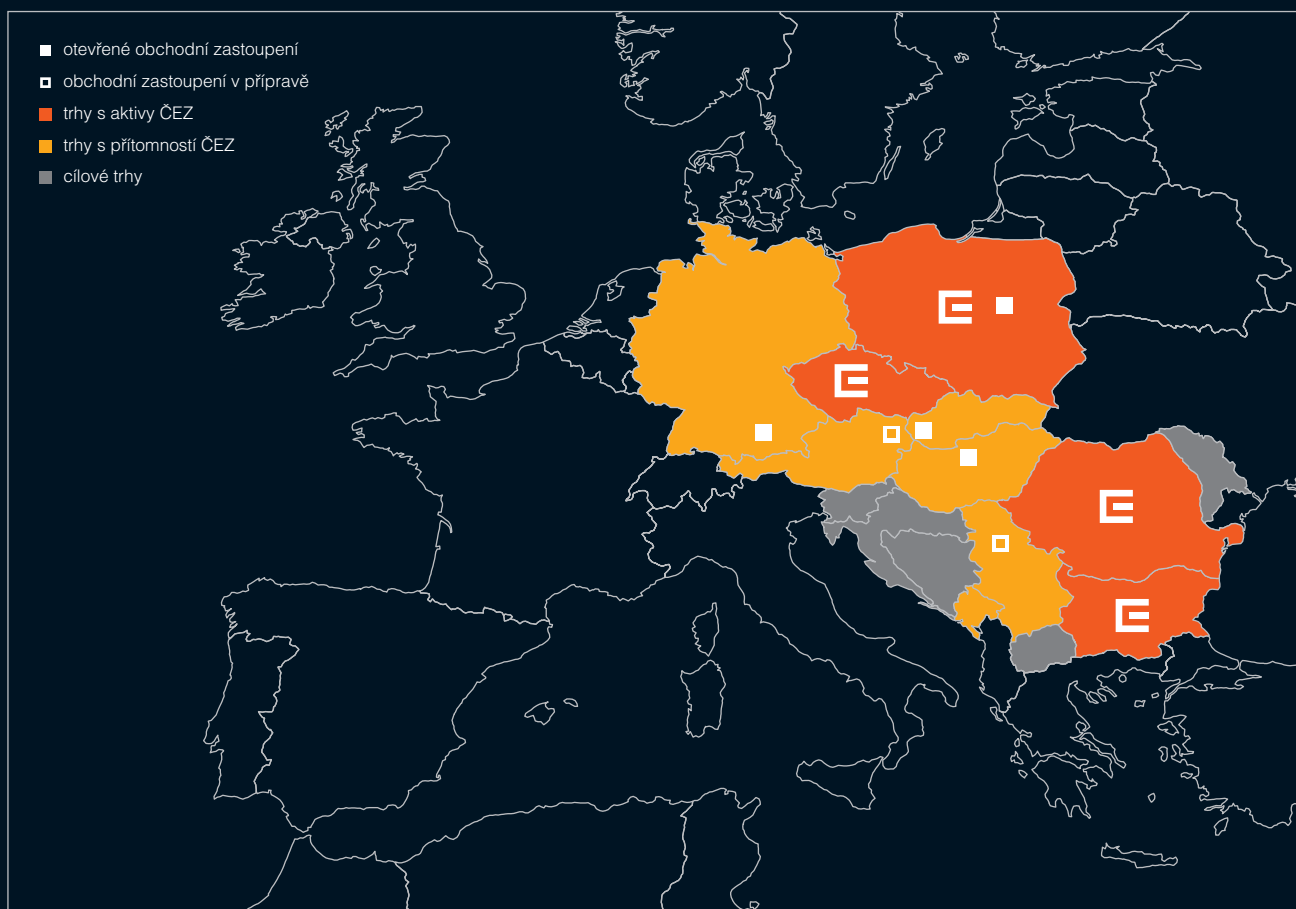 otevřené obchodní zastoupení
obchodní zastoupení v přípravě
trhy s aktivy ČEZ
trhy s přítomností ČEZ
cílové trhy